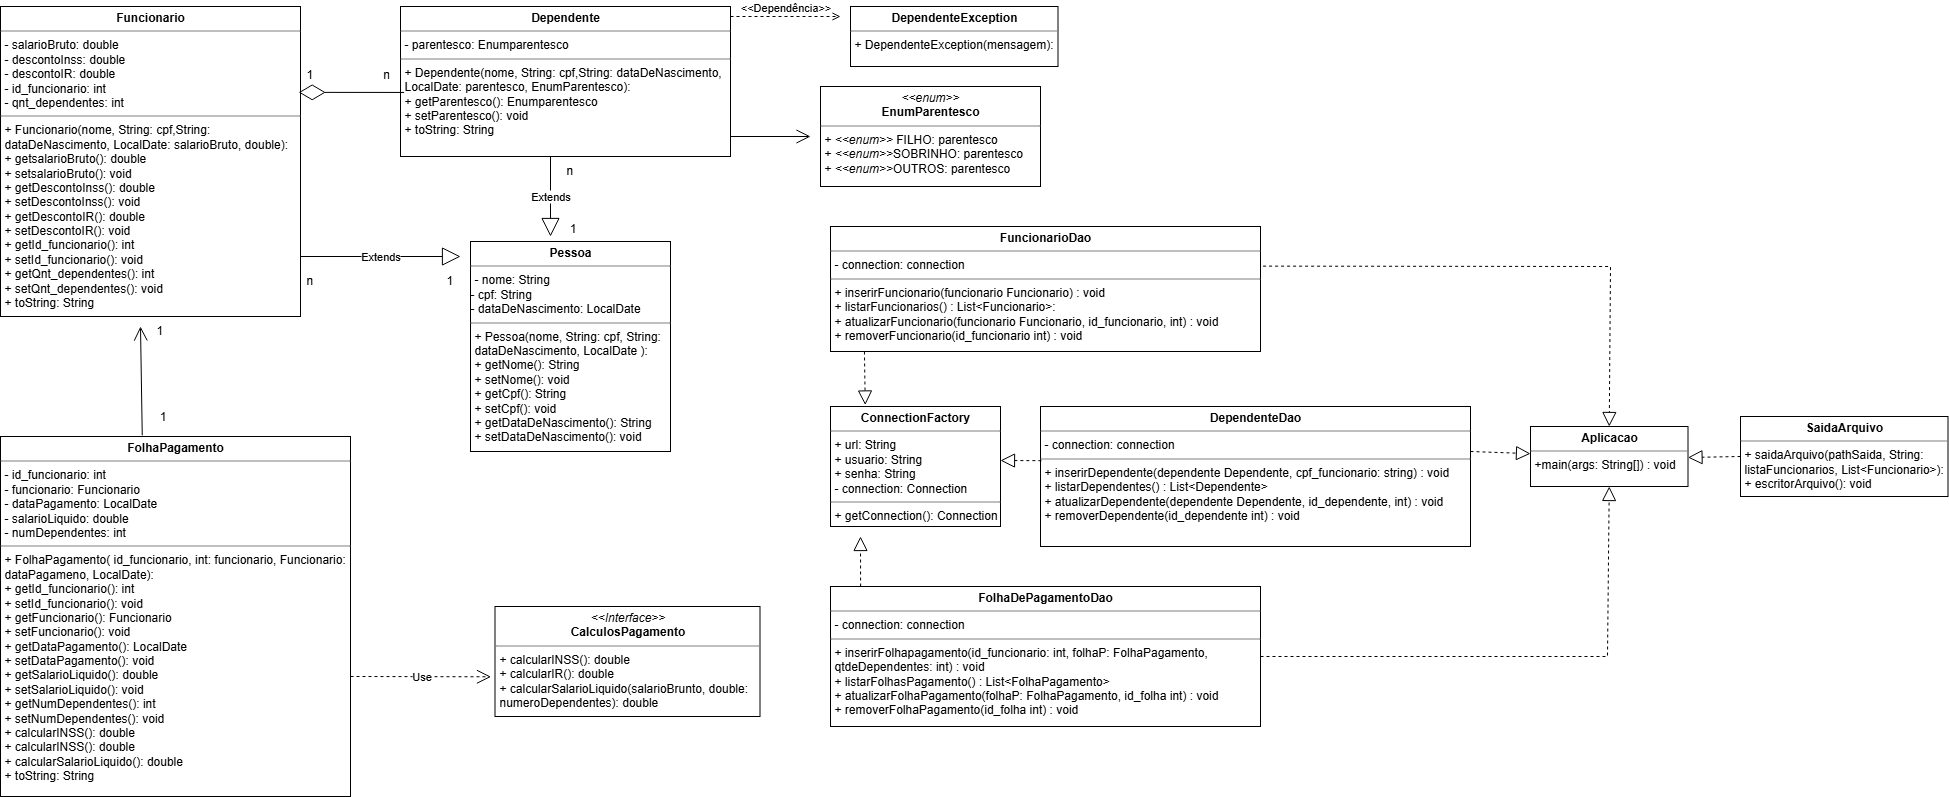 Funcionario
- salarioBruto: double
- descontoInss: double
- descontoIR: double
- id_funcionario: int
- qnt_dependentes: int
+ Funcionario(nome, String: cpf,String:
dataDeNascimento, LocalDate: salarioBruto, double):
+ getsalarioBruto(): double
+ setsalarioBruto(): void
+ getDescontoInss(): double
+ setDescontoInss(): void
+ getDescontoIR(): double
+ setDescontoIR(): void
+ getId_funcionario(): int
+ setId_funcionario(): void
+ getQnt_dependentes(): int
+ setQnt_dependentes(): void
+ toString: String
1
n
Dependente
- parentesco: Enumparentesco
+ Dependente(nome, String: cpf,String: dataDeNascimento,
LocalDate: parentesco, EnumParentesco):
+ getParentesco(): Enumparentesco
+ setParentesco(): void
+ toString: String
<<Dependência>>
DependenteException
+ DependenteException(mensagem):
<<enum>>
EnumParentesco
+ <<enum>> FILHO: parentesco
+ <<enum>>SOBRINHO: parentesco
+ <<enum>>OUTROS: parentesco
n
Extends
1
Extends
n
1
Pessoa
- nome: String
- cpf: String
- dataDeNascimento: LocalDate
+ Pessoa(nome, String: cpf, String:
dataDeNascimento, LocalDate ):
+ getNome(): String
+ setNome(): void
+ getCpf(): String
+ setCpf(): void
+ getDataDeNascimento(): String
+ setDataDeNascimento(): void
1
1
FolhaPagamento
- id_funcionario: int
- funcionario: Funcionario
- dataPagamento: LocalDate
- salarioLiquido: double
- numDependentes: int
+ FolhaPagamento( id_funcionario, int: funcionario, Funcionario:
dataPagameno, LocalDate):
+ getId_funcionario(): int
+ setId_funcionario(): void
+ getFuncionario(): Funcionario
+ setFuncionario(): void
+ getDataPagamento(): LocalDate
+ setDataPagamento(): void
+ getSalarioLiquido(): double
+ setSalarioLiquido(): void
+ getNumDependentes(): int
+ setNumDependentes(): void
+ calcularINSS(): double
+ calcularINSS(): double
+ calcularSalarioLiquido(): double
+ toString: String
Use
<<Interface>>
CalculosPagamento
+ calcularINSS(): double
+ calcularIR(): double
+ calcularSalarioLiquido(salarioBrunto, double:
numeroDependentes): double
FuncionarioDao
- connection: connection
+ inserirFuncionario(funcionario Funcionario) : void
+ listarFuncionarios() : List<Funcionario>:
+ atualizarFuncionario(funcionario Funcionario, id_funcionario, int) : void
+ removerFuncionario(id_funcionario int) : void
ConnectionFactory
+ url: String
+ usuario: String
+ senha: String
- connection: Connection
+ getConnection(): Connection
DependenteDao
- connection: connection
+ inserirDependente(dependente Dependente, cpf_funcionario: string) : void
+ listarDependentes() : List<Dependente>
+ atualizarDependente(dependente Dependente, id_dependente, int) : void
+ removerDependente(id_dependente int) : void
Aplicacao
+main(args: String[]) : void
SaidaArquivo
+ saidaArquivo(pathSaida, String:
listaFuncionarios, List<Funcionario>):
+ escritorArquivo(): void
FolhaDePagamentoDao
- connection: connection
+ inserirFolhapagamento(id_funcionario: int, folhaP: FolhaPagamento,
qtdeDependentes: int) : void
+ listarFolhasPagamento() : List<FolhaPagamento>
+ atualizarFolhaPagamento(folhaP: FolhaPagamento, id_folha int) : void
+ removerFolhaPagamento(id_folha int) : void